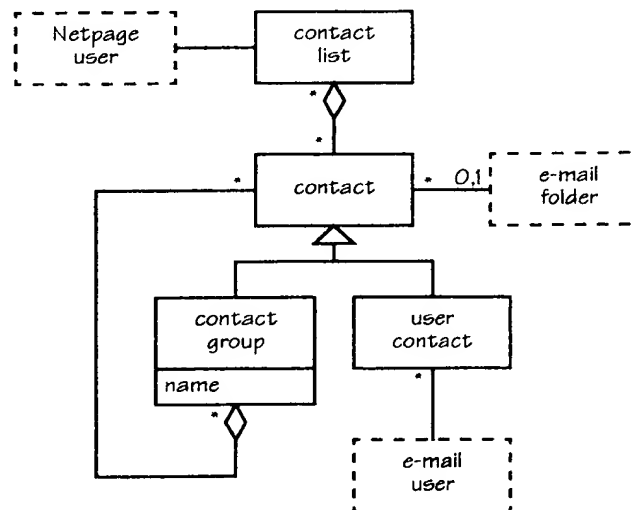 Netpage
user
contact
list
*
*
*
contact
* 0,1
e-mail
folder
contact
group
name
*
user
contact
*
e-mail
user